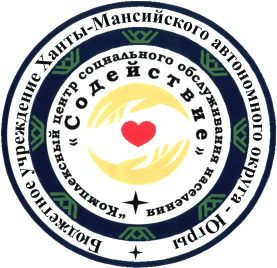 Бюджетное учреждение Ханты-Мансийского автономного округа - Югры
"Комплексный центр социального обслуживания населения
«Содействие»